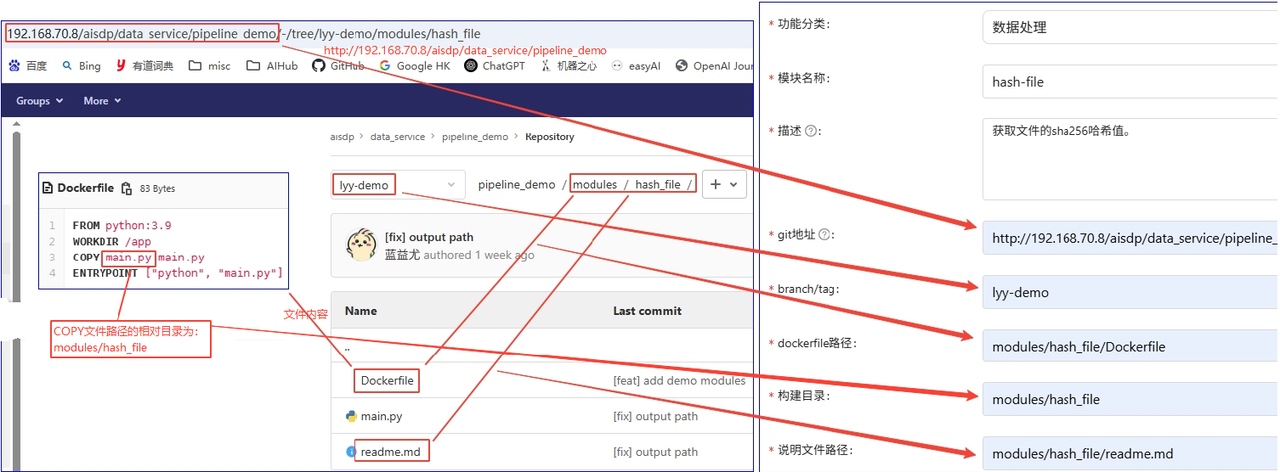 192.168.70.8/aisdp/data_service/pipeline_demo/-/tree/lyy-demo/modules/hash_file
http://192.168.70.8/aisdp/data_service/pipeline_demo
百度 Bing 有道词典 misc AIHub GitHub Google HK ChatGPT 机器之心 easyAI OpenAI Jour
Groups More
aisdp > data_service > pipeline_demo > Repository
lyy-demo pipeline_demo / modules / hash_file / +
Dockerfile 83 Bytes
1 FROM python:3.9
2 WORKDIR /app
3 COPY main.py main.py
4 ENTRYPOINT ["python", "main.py"]
[fix] output path
蓝益尤 authored 1 week ago
文件内容
COPY文件路径的相对目录为:
modules/hash_file
Name Last commit
..
Dockerfile [feat] add demo modules
main.py [fix] output path
readme.md [fix] output path
* 功能分类: 数据处理
* 模块名称: hash-file
* 描述 ?: 获取文件的sha256哈希值。
* git地址 ?: http://192.168.70.8/aisdp/data_service/pipeline_
* branch/tag: lyy-demo
* dockerfile路径: modules/hash_file/Dockerfile
* 构建目录: modules/hash_file
* 说明文件路径: modules/hash_file/readme.md